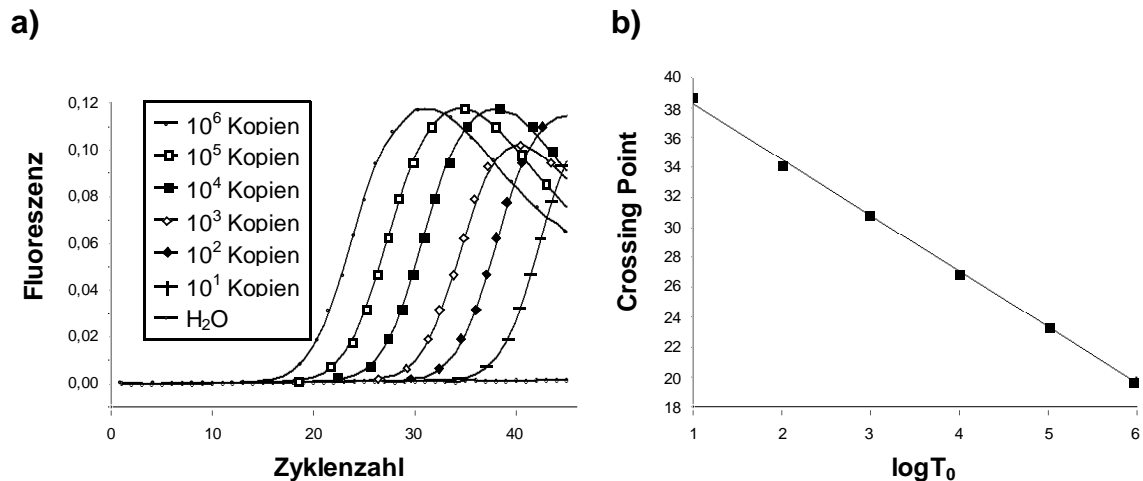 a)
0,12
0,10
0,08
0,06
0,04
0,02
0,00
Fluoreszenz
10⁶ Kopien
10⁵ Kopien
10⁴ Kopien
10³ Kopien
10² Kopien
10¹ Kopien
H₂O
0 10 20 30 40
Zyklenzahl
b)
40
38
36
34
32
30
28
26
24
22
20
18
Crossing Point
1 2 3 4 5 6
logT₀